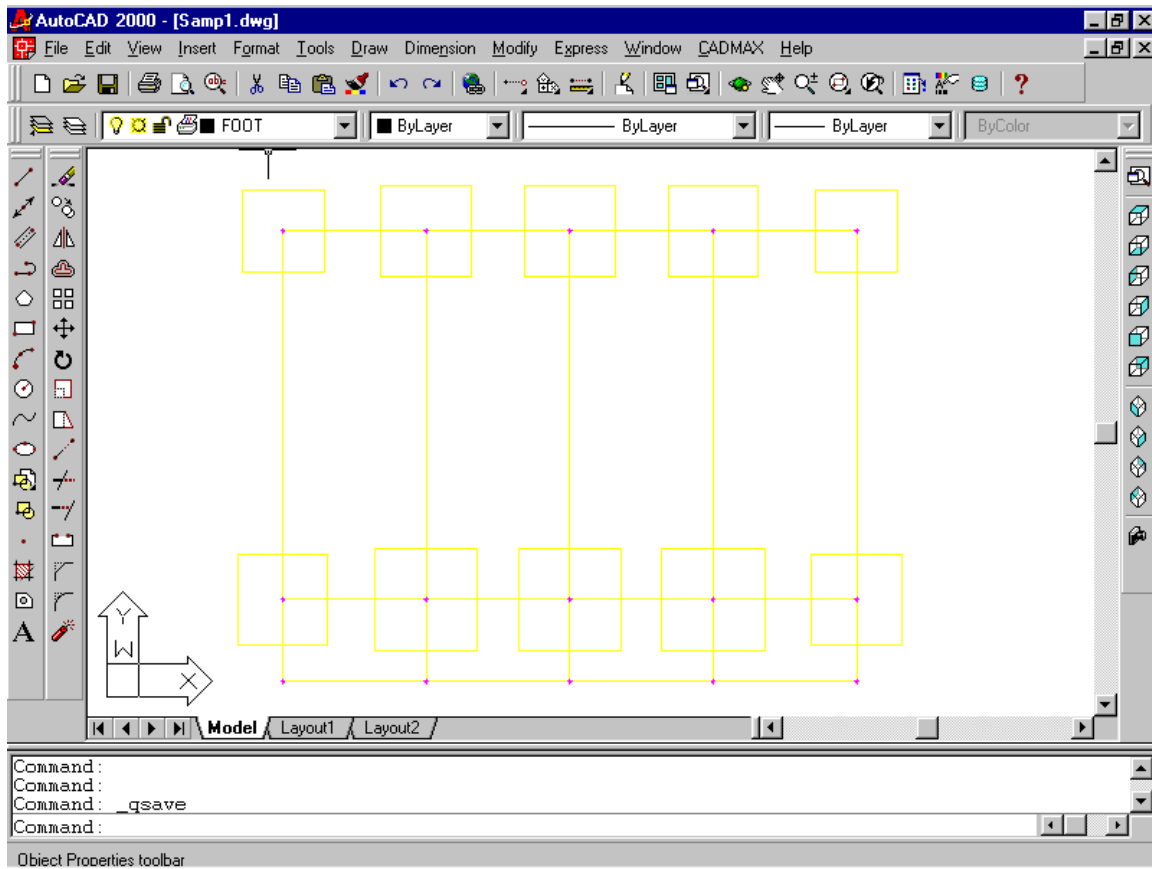 AutoCAD 2000 - [Samp1.dwg]
File Edit View Insert Format Tools Draw Dimension Modify Express Window CADMAX Help
FOOT ByLayer ByLayer ByLayer ByColor
Y
W
X
A
Model Layout1 Layout2
Command:
Command:
Command: _qsave
Command:
Object Properties toolbar